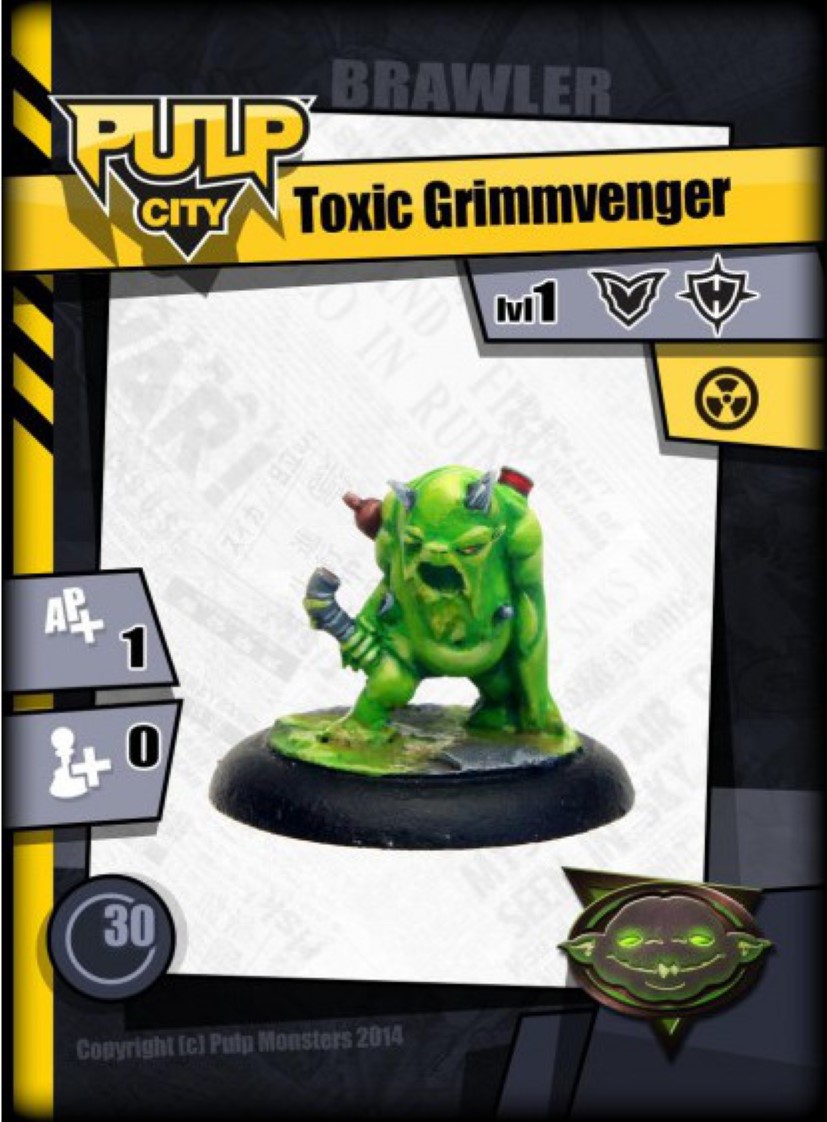 BRAWLER
PULP
CITY
Toxic Grimmvenger
lvl1
AP+
1
0
30
Copyright (c) Pulp Monsters 2014